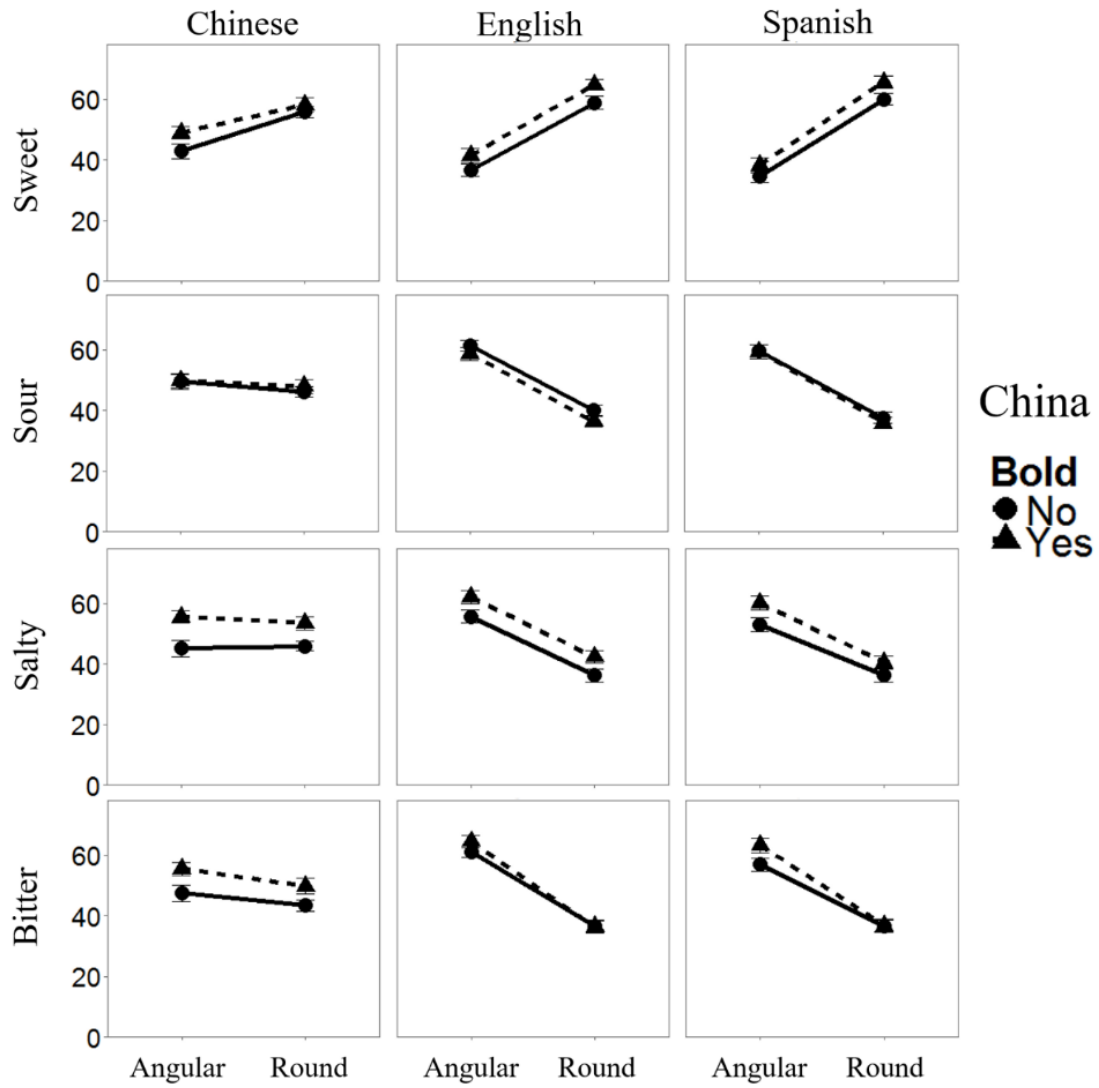 Chinese English Spanish
Sweet
60
40
20
0
Sour
60
40
20
0
Salty
60
40
20
0
Bitter
60
40
20
0
Angular Round Angular Round Angular Round
China
Bold
No
Yes